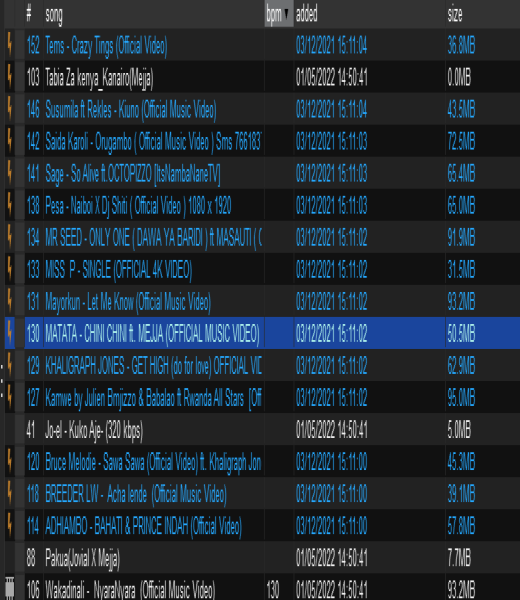 # song bpm added size
152 Tems - Crazy Tings (Official Video) 03/12/2021 15:11:04 36.8MB
103 Tabia Za kenya_Kanairo(Mejja) 01/05/2022 14:50:41 0.0MB
146 Susumila ft Rekles - Kiuno (Official Music Video) 03/12/2021 15:11:04 43.5MB
142 Saida Karoli - Orugambo ( Official Music Video ) Sms 766183 03/12/2021 15:11:03 72.5MB
141 Sage - So Alive ft.OCTOPIZZO [ItsNambaNaneTV] 03/12/2021 15:11:03 65.4MB
138 Pesa - Naiboi X Dj Shiti ( Official Video ) 1080 x 1920 03/12/2021 15:11:03 65.0MB
134 MR SEED - ONLY ONE ( DAWA YA BARIDI ) ft MASAUTI ( 03/12/2021 15:11:02 91.9MB
133 MISS P - SINGLE (OFFICIAL 4K VIDEO) 03/12/2021 15:11:02 31.5MB
131 Mayorkun - Let Me Know (Official Video) 03/12/2021 15:11:02 93.2MB
130 MATATA - CHINI CHINI ft. MEJJA (OFFICIAL MUSIC VIDEO) 03/12/2021 15:11:02 50.5MB
129 KHALIGRAPH JONES - GET HIGH (do for love) OFFICIAL VID 03/12/2021 15:11:02 62.9MB
127 Kamwe by Julien Bmjizzo & Babalao ft Rwanda All Stars [Off 03/12/2021 15:11:02 95.0MB
41 Jo-el - Kuko Aje- (320 kbps) 01/05/2022 14:50:41 5.0MB
120 Bruce Melodie - Sawa Sawa (Official Video) ft. Khaligraph Jon 03/12/2021 15:11:00 45.3MB
118 BREEDER LW - Acha lende (Official Music Video) 03/12/2021 15:11:00 39.1MB
114 ADHIAMBO - BAHATI & PRINCE INDAH (Official Video) 03/12/2021 15:11:00 57.8MB
88 Pakua(Jovial X Mejja) 01/05/2022 14:50:41 7.7MB
106 Wakadinali - NyaraNyara (Official Music Video) 130 01/05/2022 14:50:41 93.2MB